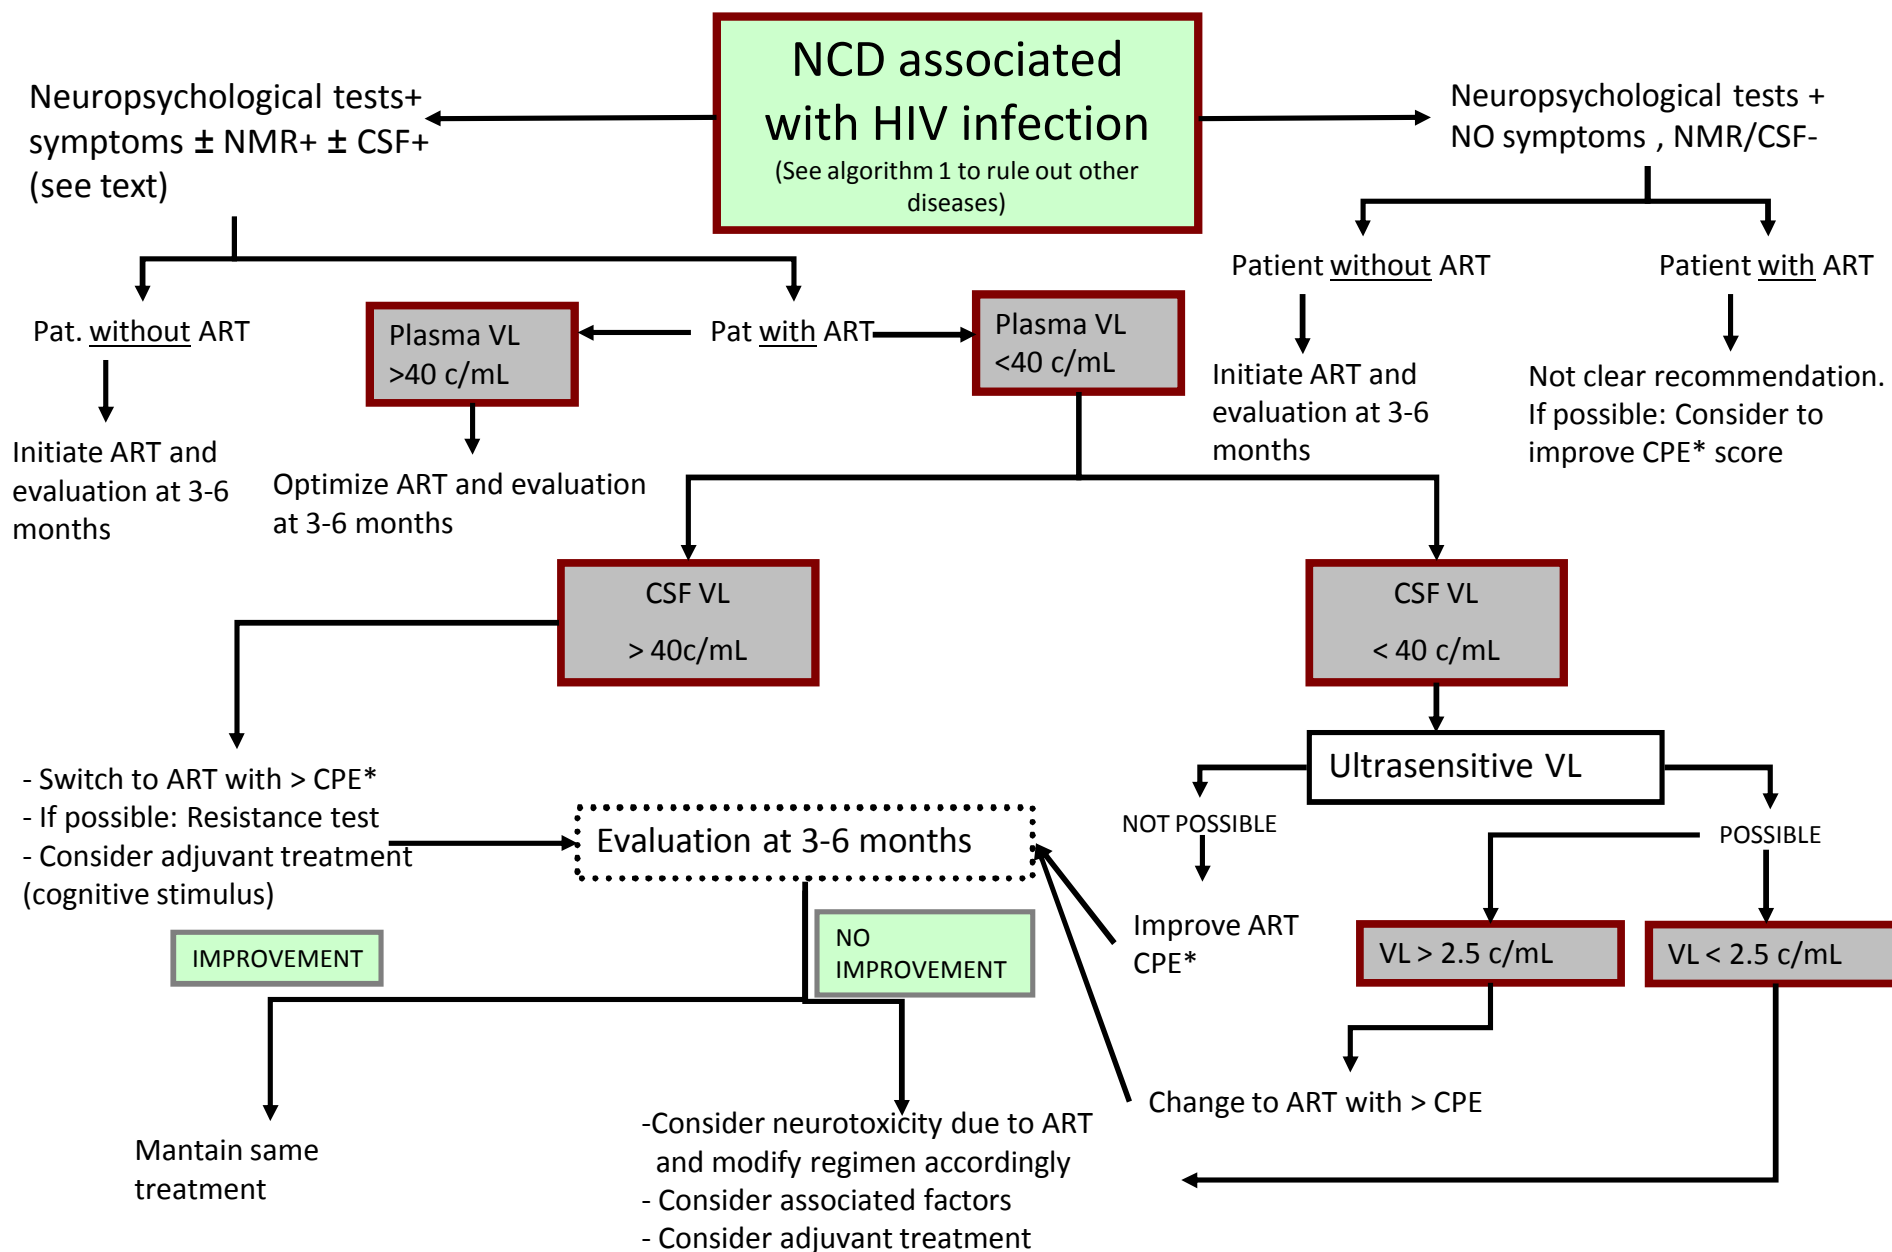 NCD associated
with HIV infection
(See algorithm 1 to rule out other
diseases)
Neuropsychological tests+
symptoms ± NMR+ ± CSF+
(see text)
Neuropsychological tests +
NO symptoms , NMR/CSF-
Pat. without ART
Initiate ART and
evaluation at 3-6
months
Plasma VL
>40 c/mL
Optimize ART and evaluation
at 3-6 months
Pat with ART
Plasma VL
<40 c/mL
Patient without ART
Initiate ART and
evaluation at 3-6
months
Patient with ART
Not clear recommendation.
If possible: Consider to
improve CPE* score
CSF VL
> 40c/mL
CSF VL
< 40 c/mL
- Switch to ART with > CPE*
- If possible: Resistance test
- Consider adjuvant treatment
(cognitive stimulus)
Evaluation at 3-6 months
Ultrasensitive VL
NOT POSSIBLE
POSSIBLE
Improve ART
CPE*
VL > 2.5 c/mL
VL < 2.5 c/mL
Change to ART with > CPE
IMPROVEMENT
NO
IMPROVEMENT
Mantain same
treatment
-Consider neurotoxicity due to ART
and modify regimen accordingly
- Consider associated factors
- Consider adjuvant treatment